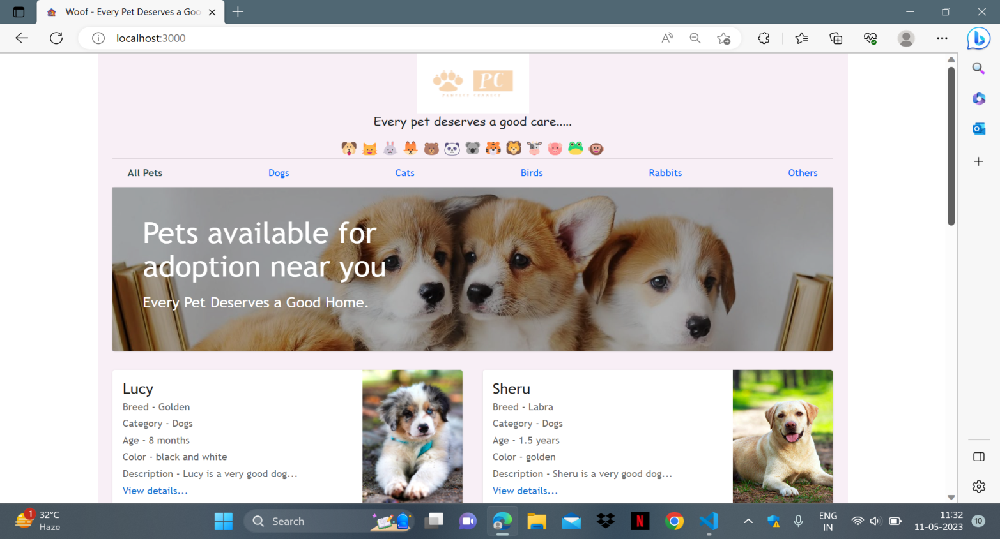 Woof - Every Pet Deserves a Goo
localhost:3000
PC
PAWFECT CONNECT
Every pet deserves a good care.....
All Pets Dogs Cats Birds Rabbits Others
Pets available for
adoption near you
Every Pet Deserves a Good Home.
Lucy
Breed - Golden
Category - Dogs
Age - 8 months
Color - black and white
Description - Lucy is a very good dog...
View details...
Sheru
Breed - Labra
Category - Dogs
Age - 1.5 years
Color - golden
Description - Sheru is a very good dog...
View details...
1
32°C
Haze
Search
ENG
IN
11:32
11-05-2023
10